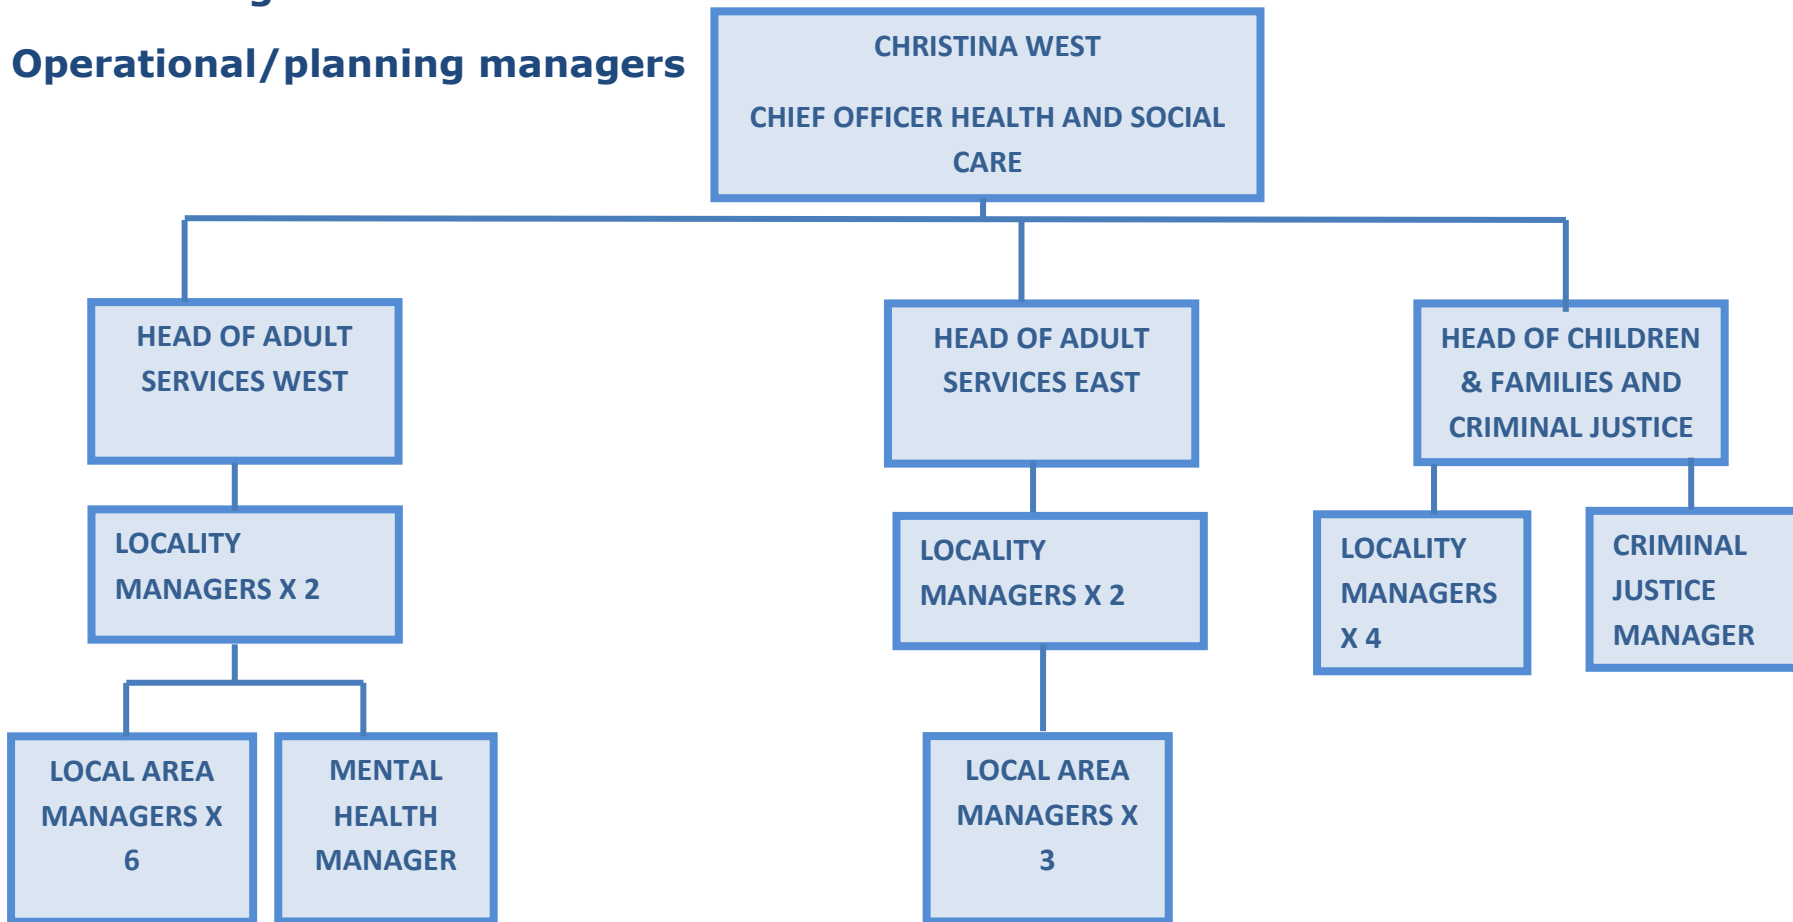 Operational/planning managers
CHRISTINA WEST
CHIEF OFFICER HEALTH AND SOCIAL
CARE
HEAD OF ADULT
SERVICES WEST
HEAD OF ADULT
SERVICES EAST
HEAD OF CHILDREN
& FAMILIES AND
CRIMINAL JUSTICE
LOCALITY
MANAGERS X 2
LOCALITY
MANAGERS X 2
LOCALITY
MANAGERS
X 4
CRIMINAL
JUSTICE
MANAGER
LOCAL AREA
MANAGERS X
6
MENTAL
HEALTH
MANAGER
LOCAL AREA
MANAGERS X
3